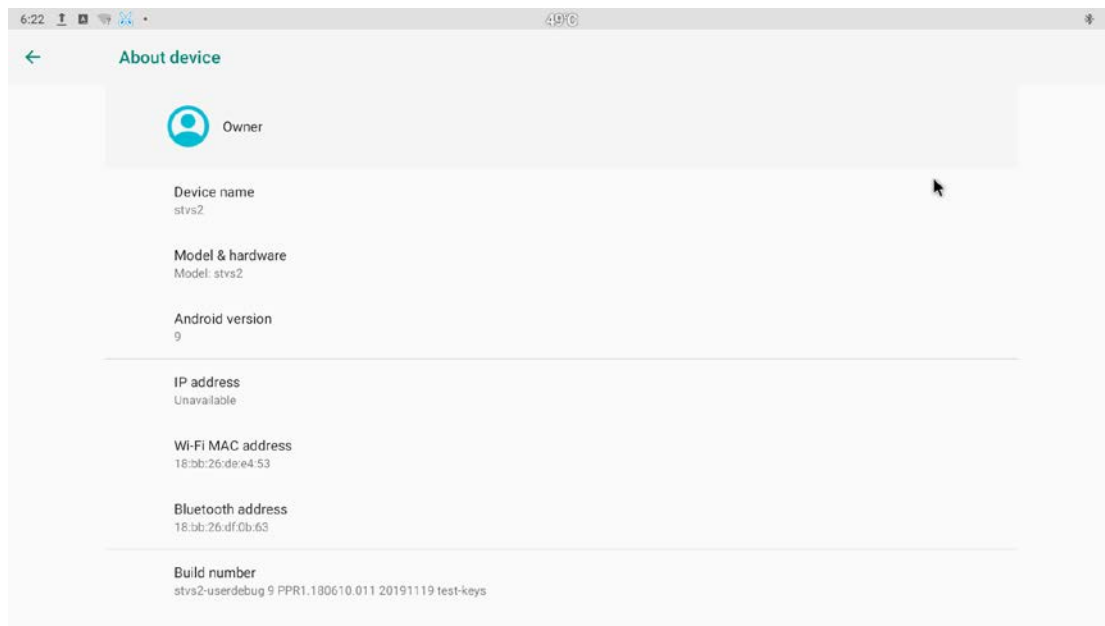 6:22
49°C
About device
Owner
Device name
stvs2
Model & hardware
Model: stvs2
Android version
9
IP address
Unavailable
Wi-Fi MAC address
18:bb:26:de:e4:53
Bluetooth address
18:bb:26:df:0b:63
Build number
stvs2-userdebug 9 PPR1.180610.011 20191119 test-keys